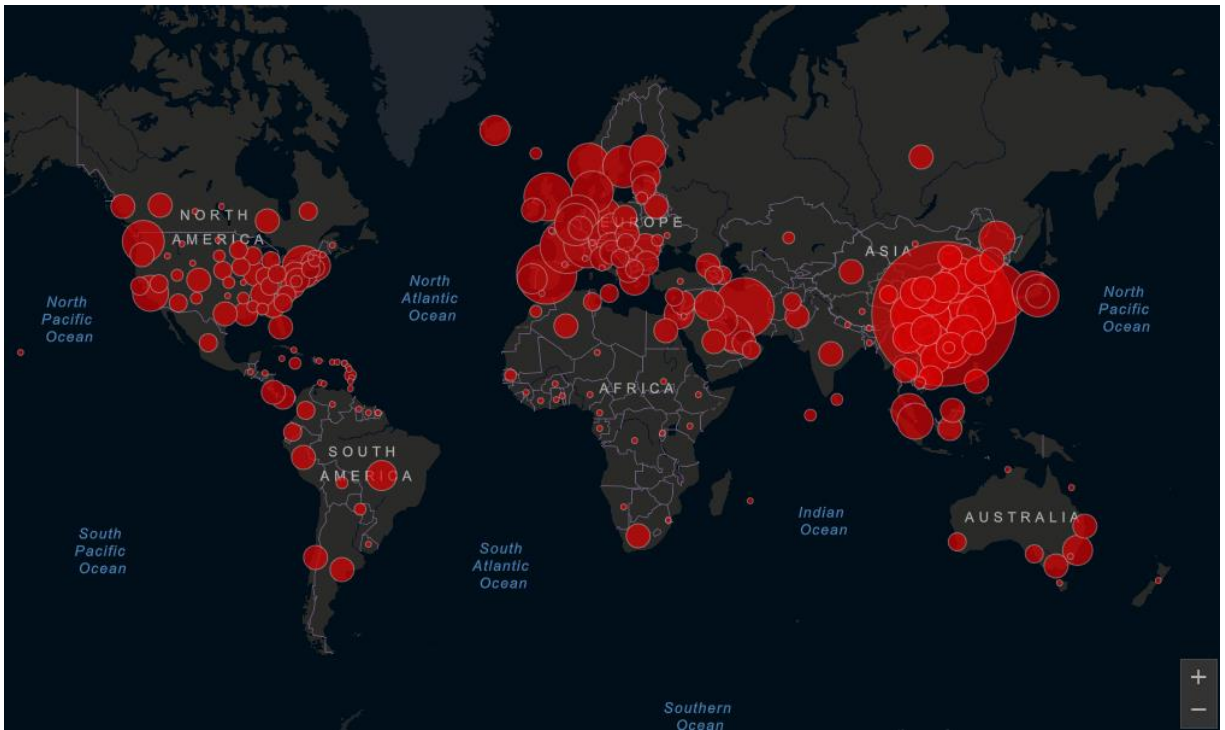 NORTH
AMERICA
EUROPE
ASIA
North
Pacific
Ocean
North
Atlantic
Ocean
North
Pacific
Ocean
AFRICA
SOUTH
AMERICA
Indian
Ocean
AUSTRALIA
South
Pacific
Ocean
South
Atlantic
Ocean
Southern
Ocean
+
−